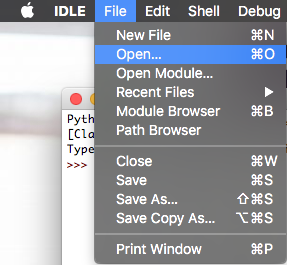 IDLE File Edit Shell Debug
New File ⌘N
Open... ⌘O
Open Module...
Recent Files ▶
Module Browser ⌘B
Path Browser
Pyth
[Cla
Type
>>>
Close ⌘W
Save ⌘S
Save As... ⇧⌘S
Save Copy As... ⌥⌘S
Print Window ⌘P